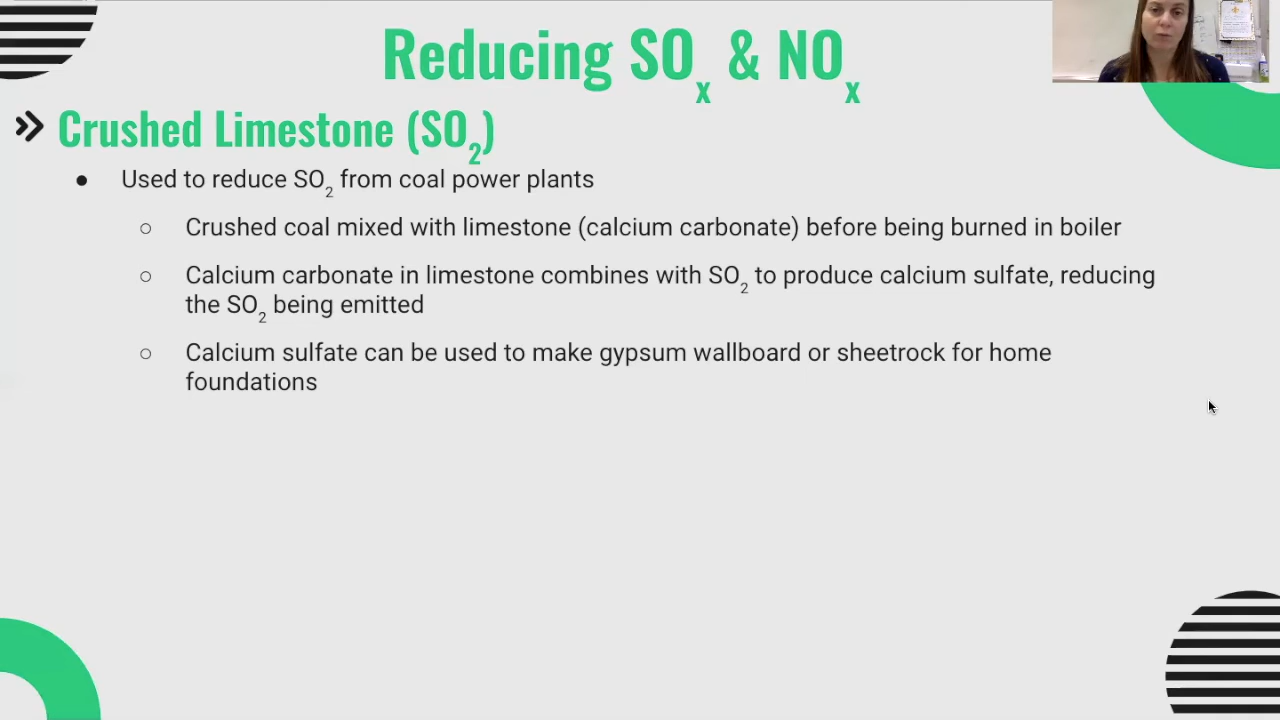 Reducing SOx & NOx
Crushed Limestone (SO2)
● Used to reduce SO2 from coal power plants
○ Crushed coal mixed with limestone (calcium carbonate) before being burned in boiler
○ Calcium carbonate in limestone combines with SO2 to produce calcium sulfate, reducing
the SO2 being emitted
○ Calcium sulfate can be used to make gypsum wallboard or sheetrock for home
foundations